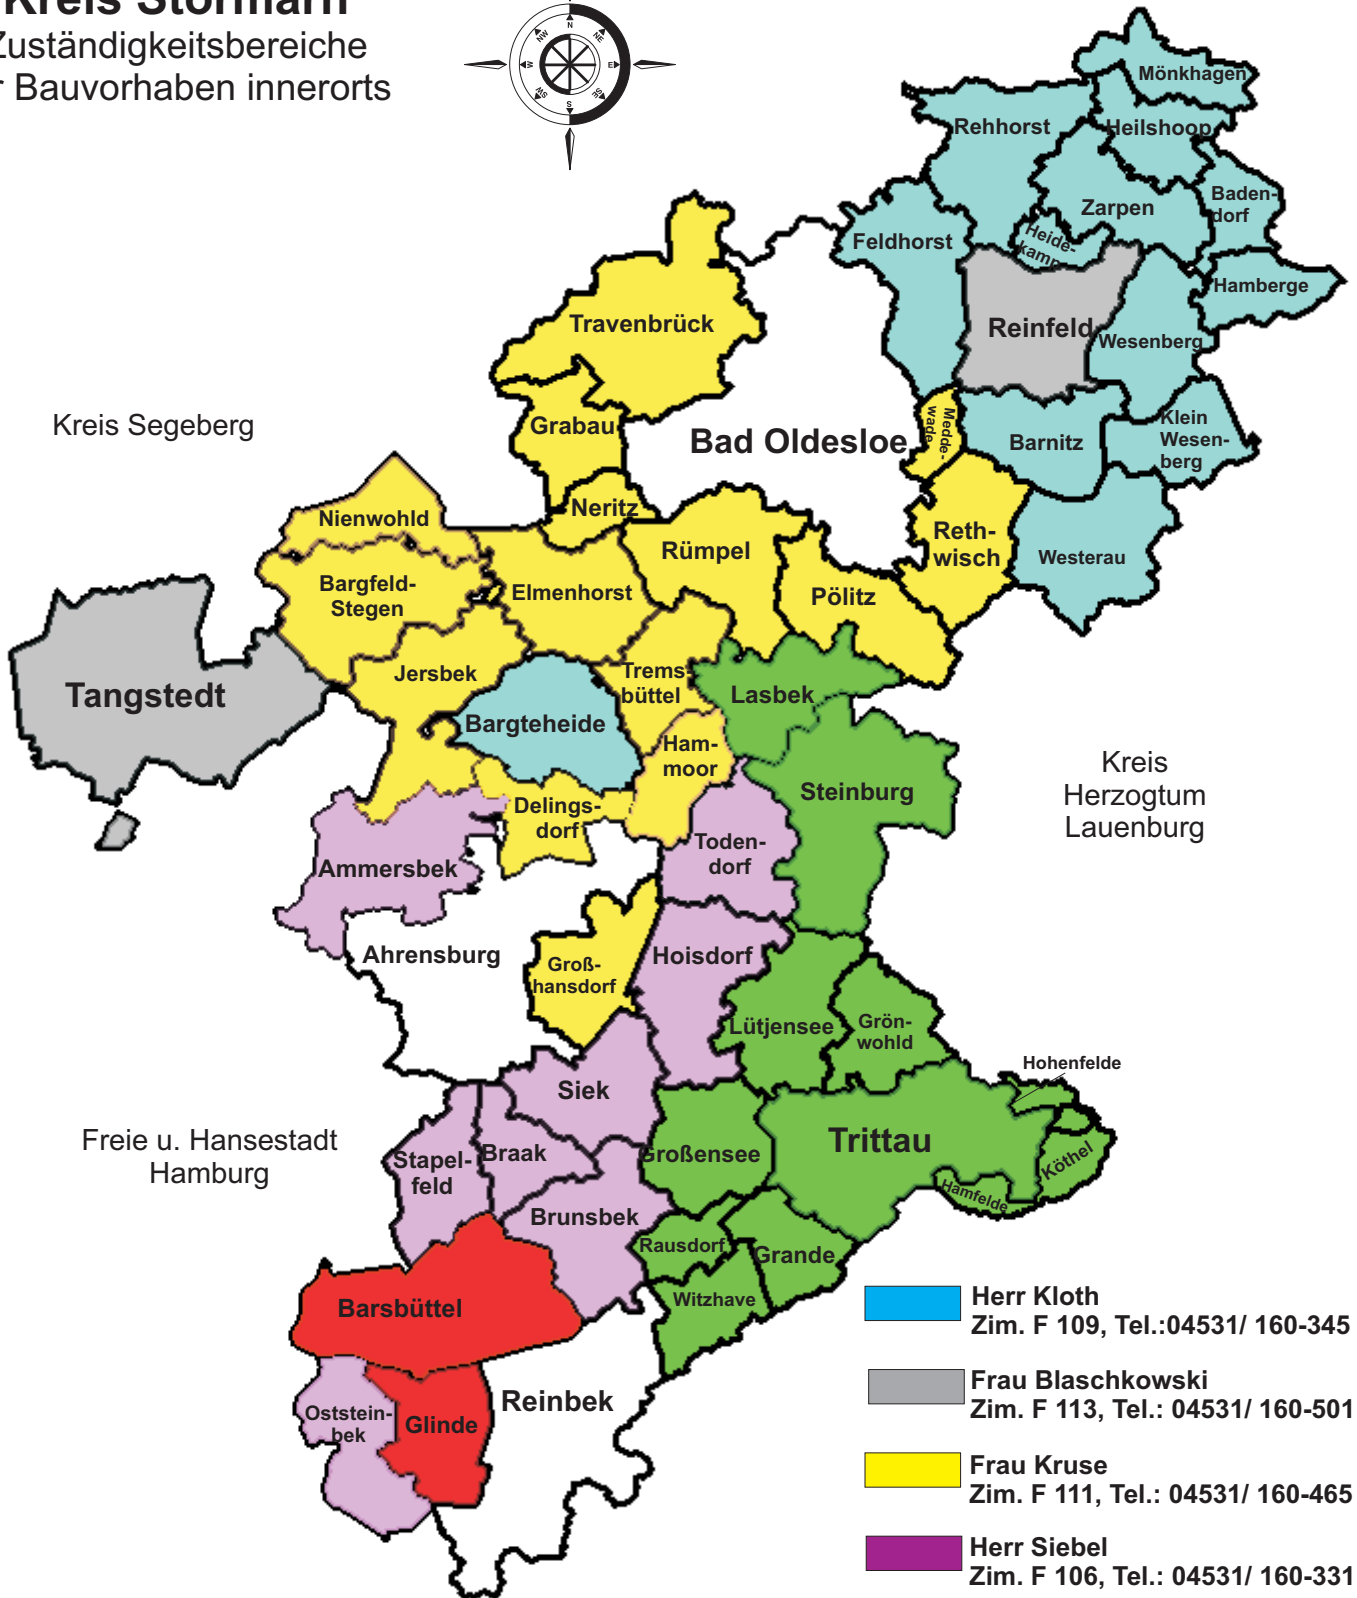 Kreis Stormarn
Zuständigkeitsbereiche
r Bauvorhaben innerorts
N
NE
E
SE
S
SW
W
NW
Mönkhagen
Rehhorst
Heilshoop
Zarpen
Baden-
dorf
Feldhorst
Heide-
kamp
Hamberge
Travenbrück
Reinfeld
Wesenberg
Kreis Segeberg
Grabau
Bad Oldesloe
Medde-
wade
Barnitz
Klein
Wesen-
berg
Nienwohld
Neritz
Rümpel
Reth-
wisch
Westerau
Bargfeld-
Stegen
Elmenhorst
Pölitz
Tangstedt
Jersbek
Trems-
büttel
Lasbek
Bargteheide
Ham-
moor
Steinburg
Kreis
Herzogtum
Lauenburg
Delings-
dorf
Ammersbek
Toden-
dorf
Ahrensburg
Groß-
hansdorf
Hoisdorf
Lütjensee
Grön-
wohld
Hohenfelde
Siek
Freie u. Hansestadt
Hamburg
Stapel-
feld
Braak
Großensee
Trittau
Köthel
Hamfelde
Brunsbek
Rausdorf
Grande
Witzhave
Barsbüttel
Oststein-
bek
Glinde
Reinbek
Herr Kloth
Zim. F 109, Tel.:04531/ 160-345
Frau Blaschkowski
Zim. F 113, Tel.: 04531/ 160-501
Frau Kruse
Zim. F 111, Tel.: 04531/ 160-465
Herr Siebel
Zim. F 106, Tel.: 04531/ 160-331